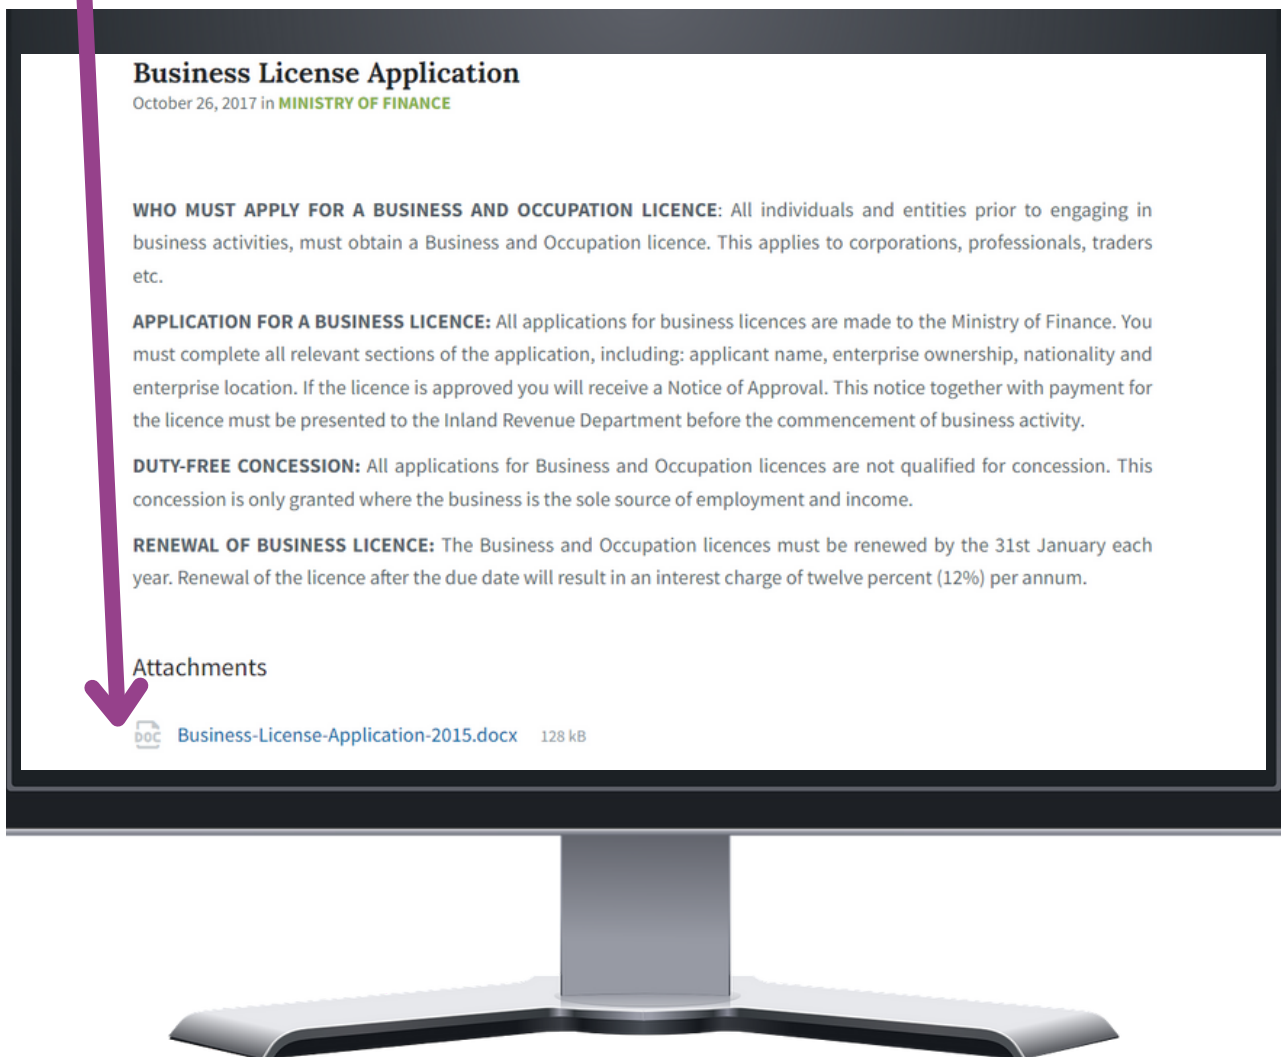 Business License Application
October 26, 2017 in MINISTRY OF FINANCE
WHO MUST APPLY FOR A BUSINESS AND OCCUPATION LICENCE: All individuals and entities prior to engaging in
business activities, must obtain a Business and Occupation licence. This applies to corporations, professionals, traders
etc.
APPLICATION FOR A BUSINESS LICENCE: All applications for business licences are made to the Ministry of Finance. You
must complete all relevant sections of the application, including: applicant name, enterprise ownership, nationality and
enterprise location. If the licence is approved you will receive a Notice of Approval. This notice together with payment for
the licence must be presented to the Inland Revenue Department before the commencement of business activity.
DUTY-FREE CONCESSION: All applications for Business and Occupation licences are not qualified for concession. This
concession is only granted where the business is the sole source of employment and income.
RENEWAL OF BUSINESS LICENCE: The Business and Occupation licences must be renewed by the 31st January each
year. Renewal of the licence after the due date will result in an interest charge of twelve percent (12%) per annum.
Attachments
DOC Business-License-Application-2015.docx 128 kB